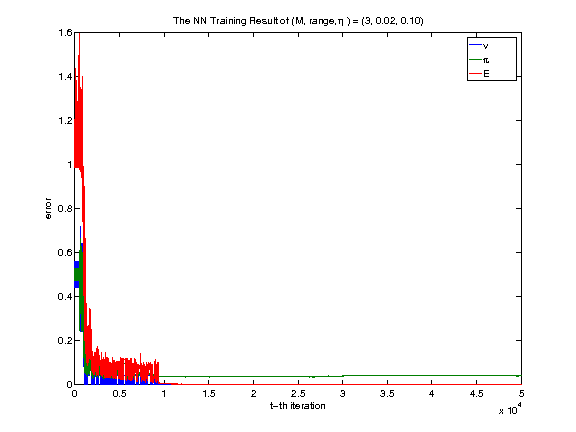 The NN Training Result of (M, range,η ) = (3, 0.02, 0.10)
1.6
1.4
1.2
1
0.8
0.6
0.4
0.2
0
error
ν
π
E
0
0.5
1
1.5
2
2.5
3
3.5
4
4.5
5
t−th iteration
x 10^4